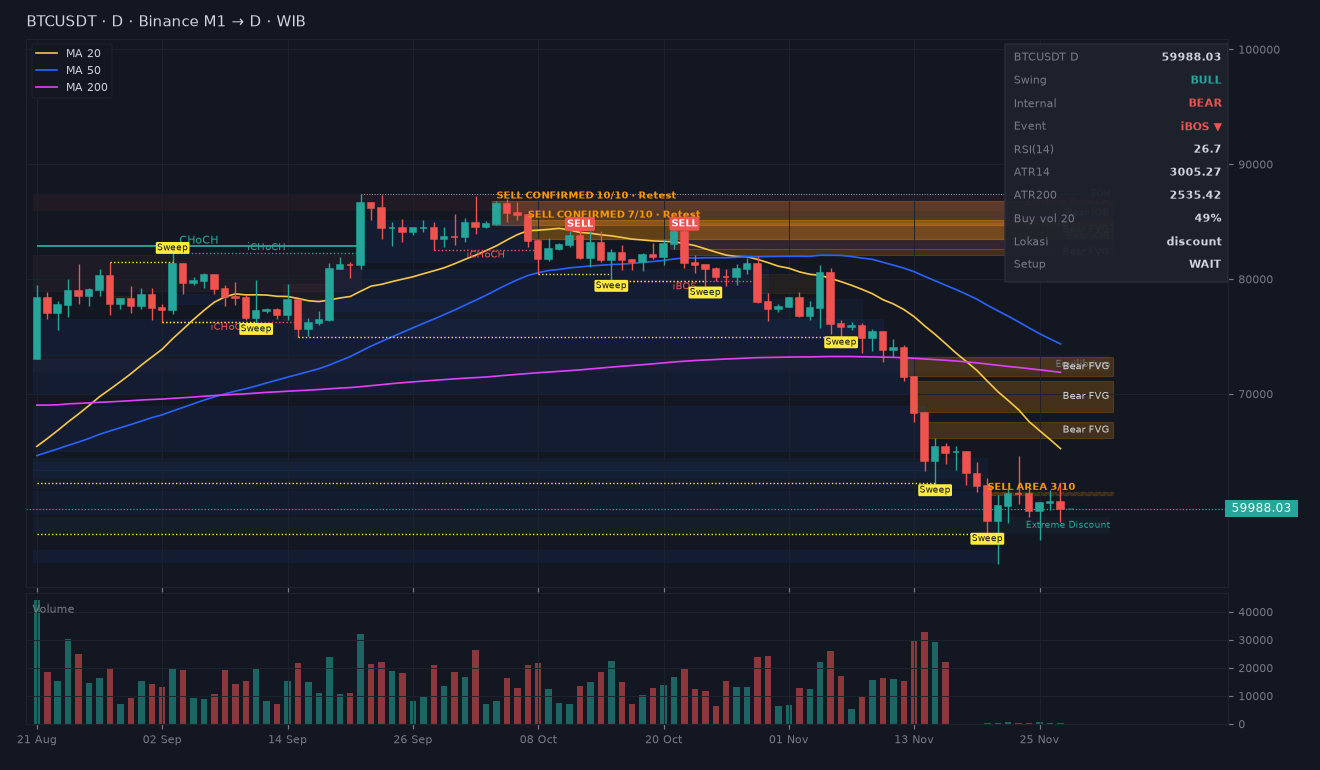 BTCUSDT · D · Binance M1 → D · WIB
MA 20
MA 50
MA 200
BTCUSDT D 59988.03
Swing BULL
Internal BEAR
Event iBOS ▼
RSI(14) 26.7
ATR14 3005.27
ATR200 2535.42
Buy vol 20 49%
Lokasi discount
Setup WAIT
100000
90000
80000
70000
59988.03
SELL CONFIRMED 10/10 · Retest
SELL CONFIRMED 7/10 · Retest
SELL
SELL
CHoCH
Sweep
iCHoCH
iCHoCH
Sweep
Sweep
Sweep
Sweep
Bear FVG
Bear FVG
Bear FVG
SELL AREA 3/10
Sweep
Extreme Discount
Sweep
Volume
40000
30000
20000
10000
0
21 Aug
02 Sep
14 Sep
26 Sep
08 Oct
20 Oct
01 Nov
13 Nov
25 Nov